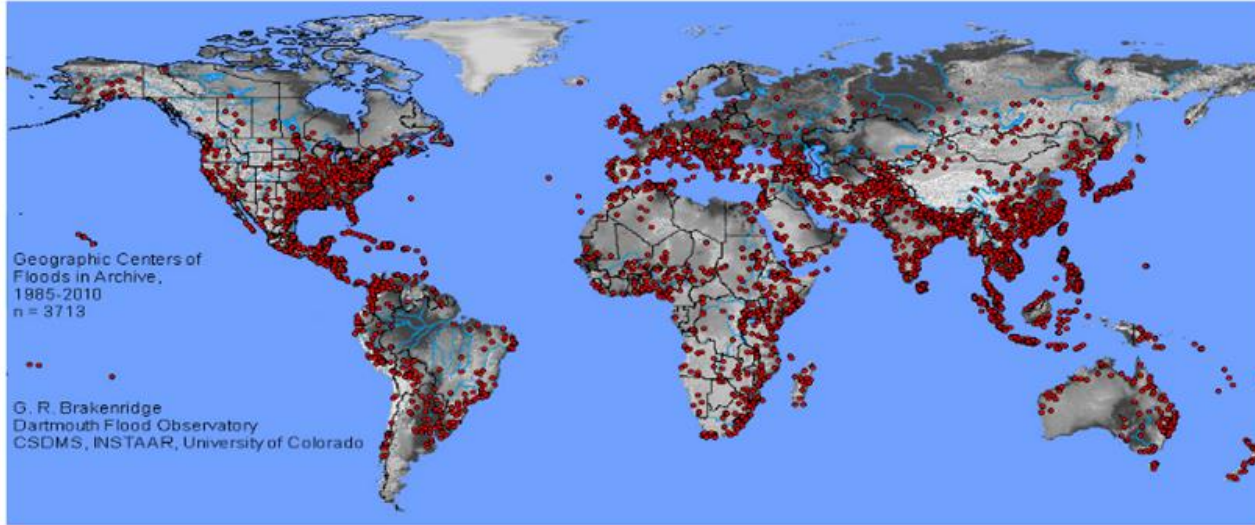 Geographic Centers of
Floods in Archive,
1985-2010
n = 3713
G. R. Brakenridge
Dartmouth Flood Observatory
CSDMS, INSTAAR, University of Colorado